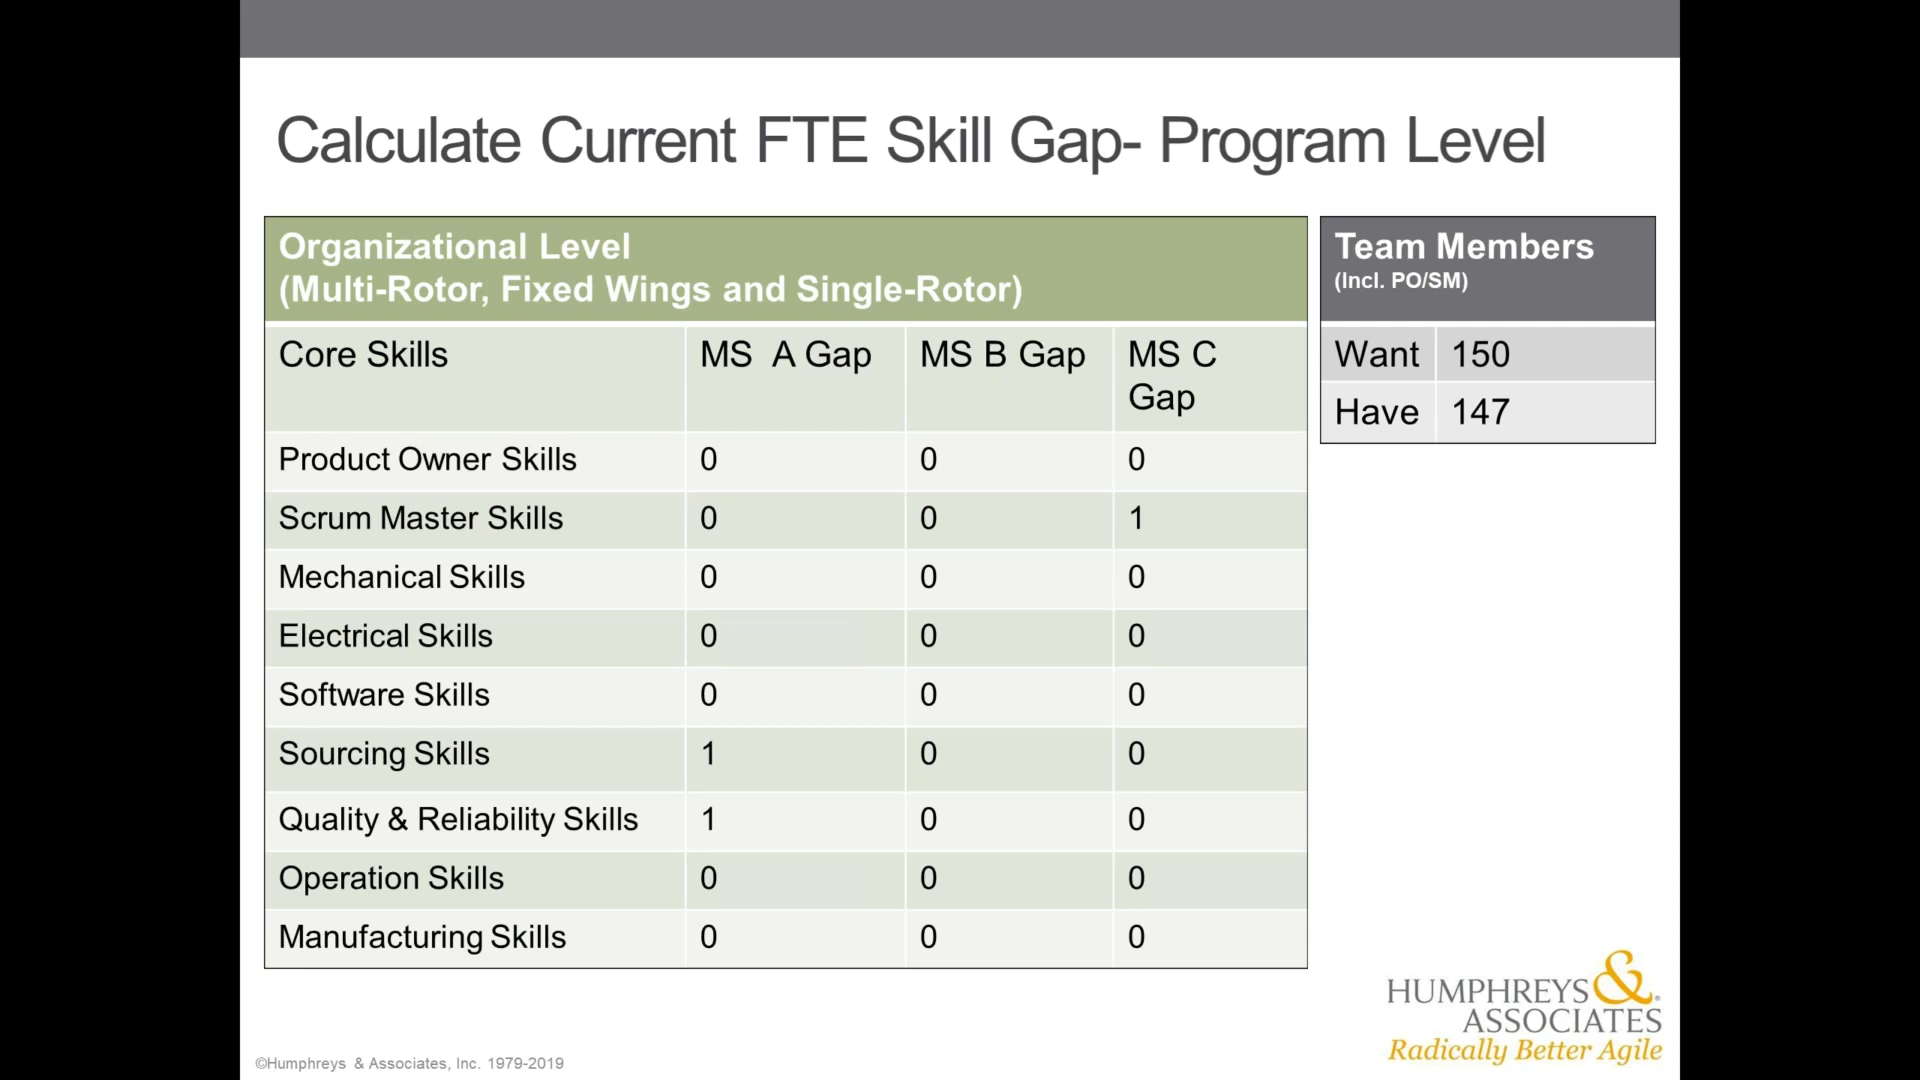 Calculate Current FTE Skill Gap- Program Level
Organizational Level
(Multi-Rotor, Fixed Wings and Single-Rotor)
Core Skills MS A Gap MS B Gap MS C Gap
Product Owner Skills 0 0 0
Scrum Master Skills 0 0 1
Mechanical Skills 0 0 0
Electrical Skills 0 0 0
Software Skills 0 0 0
Sourcing Skills 1 0 0
Quality & Reliability Skills 1 0 0
Operation Skills 0 0 0
Manufacturing Skills 0 0 0
Team Members
(Incl. PO/SM)
Want 150
Have 147
HUMPHREYS &®
ASSOCIATES
Radically Better Agile
©Humphreys & Associates, Inc. 1979-2019